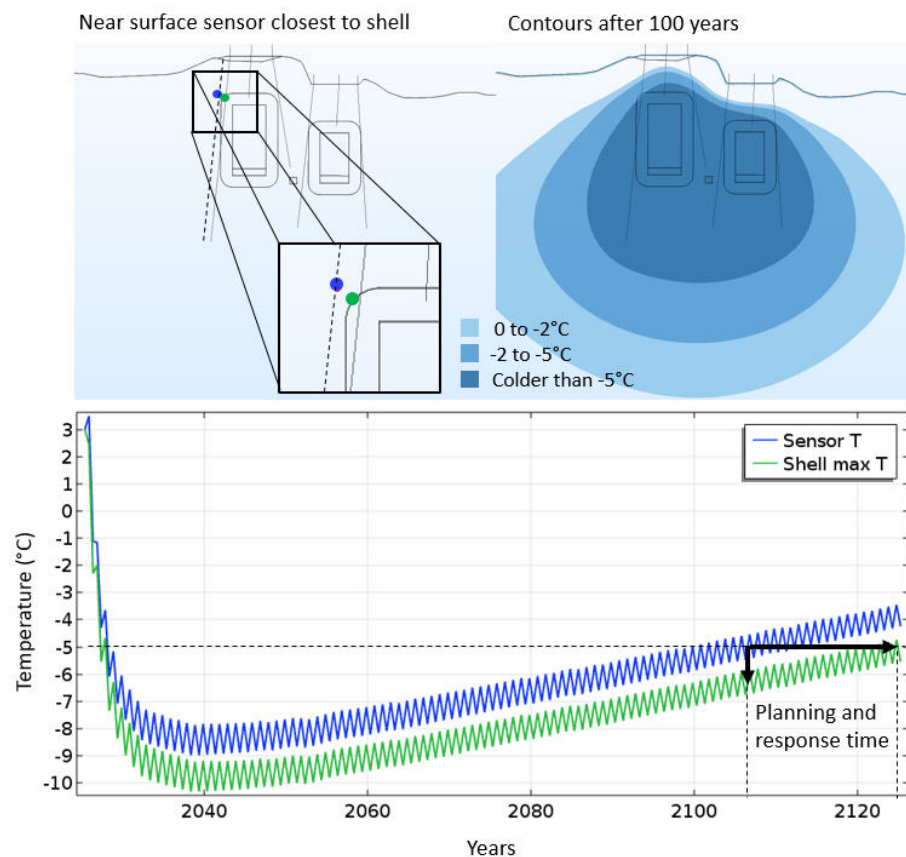 Near surface sensor closest to shell
Contours after 100 years
0 to -2°C
-2 to -5°C
Colder than -5°C
3
2
1
0
-1
-2
-3
-4
-5
-6
-7
-8
-9
-10
Temperature (°C)
Sensor T
Shell max T
Planning and
response time
2040
2060
2080
2100
2120
Years